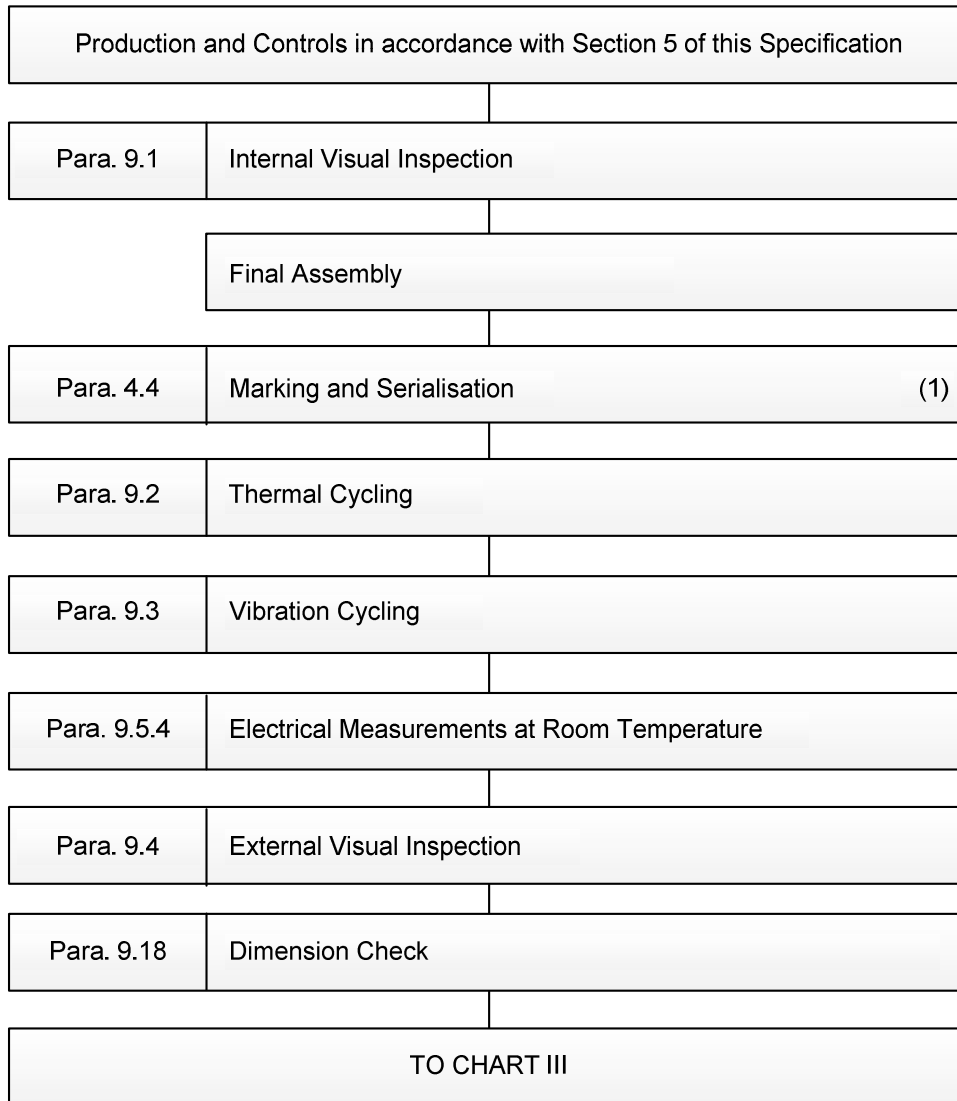 Production and Controls in accordance with Section 5 of this Specification
Para. 9.1 Internal Visual Inspection
Final Assembly
Para. 4.4 Marking and Serialisation (1)
Para. 9.2 Thermal Cycling
Para. 9.3 Vibration Cycling
Para. 9.5.4 Electrical Measurements at Room Temperature
Para. 9.4 External Visual Inspection
Para. 9.18 Dimension Check
TO CHART III